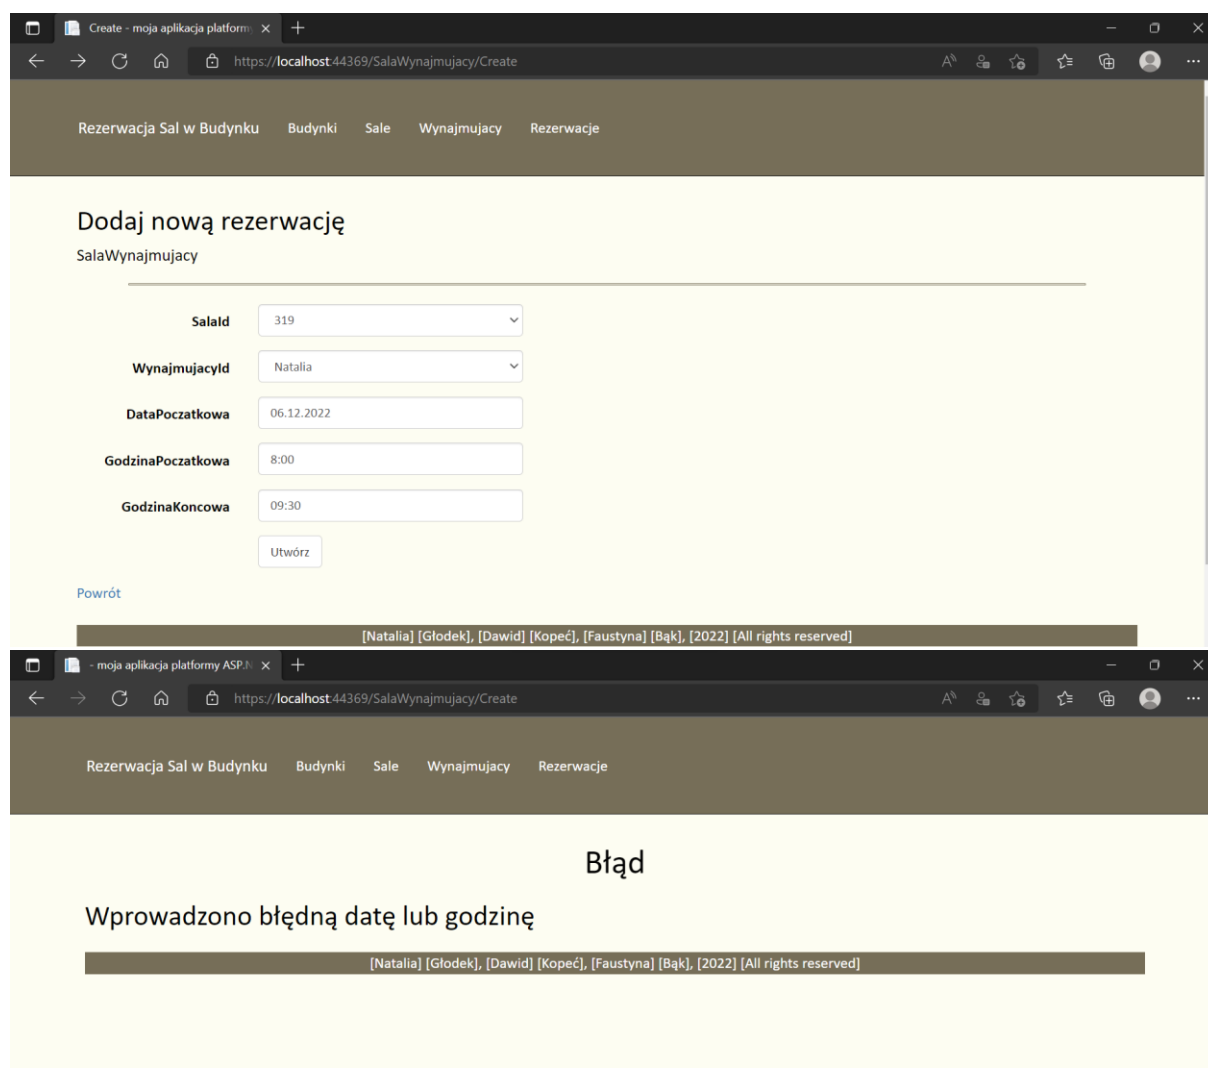 Create - moja aplikacja platform
https://localhost:44369/SalaWynajmujacy/Create
Rezerwacja Sal w Budynku Budynki Sale Wynajmujacy Rezerwacje
Dodaj nową rezerwację
SalaWynajmujacy
SalaId 319
WynajmujacyId Natalia
DataPoczatkowa 06.12.2022
GodzinaPoczatkowa 8:00
GodzinaKoncowa 09:30
Utwórz
Powrót
[Natalia] [Głodek], [Dawid] [Kopeć], [Faustyna] [Bąk], [2022] [All rights reserved]
- moja aplikacja platformy ASP.N
https://localhost:44369/SalaWynajmujacy/Create
Rezerwacja Sal w Budynku Budynki Sale Wynajmujacy Rezerwacje
Błąd
Wprowadzono błędną datę lub godzinę
[Natalia] [Głodek], [Dawid] [Kopeć], [Faustyna] [Bąk], [2022] [All rights reserved]